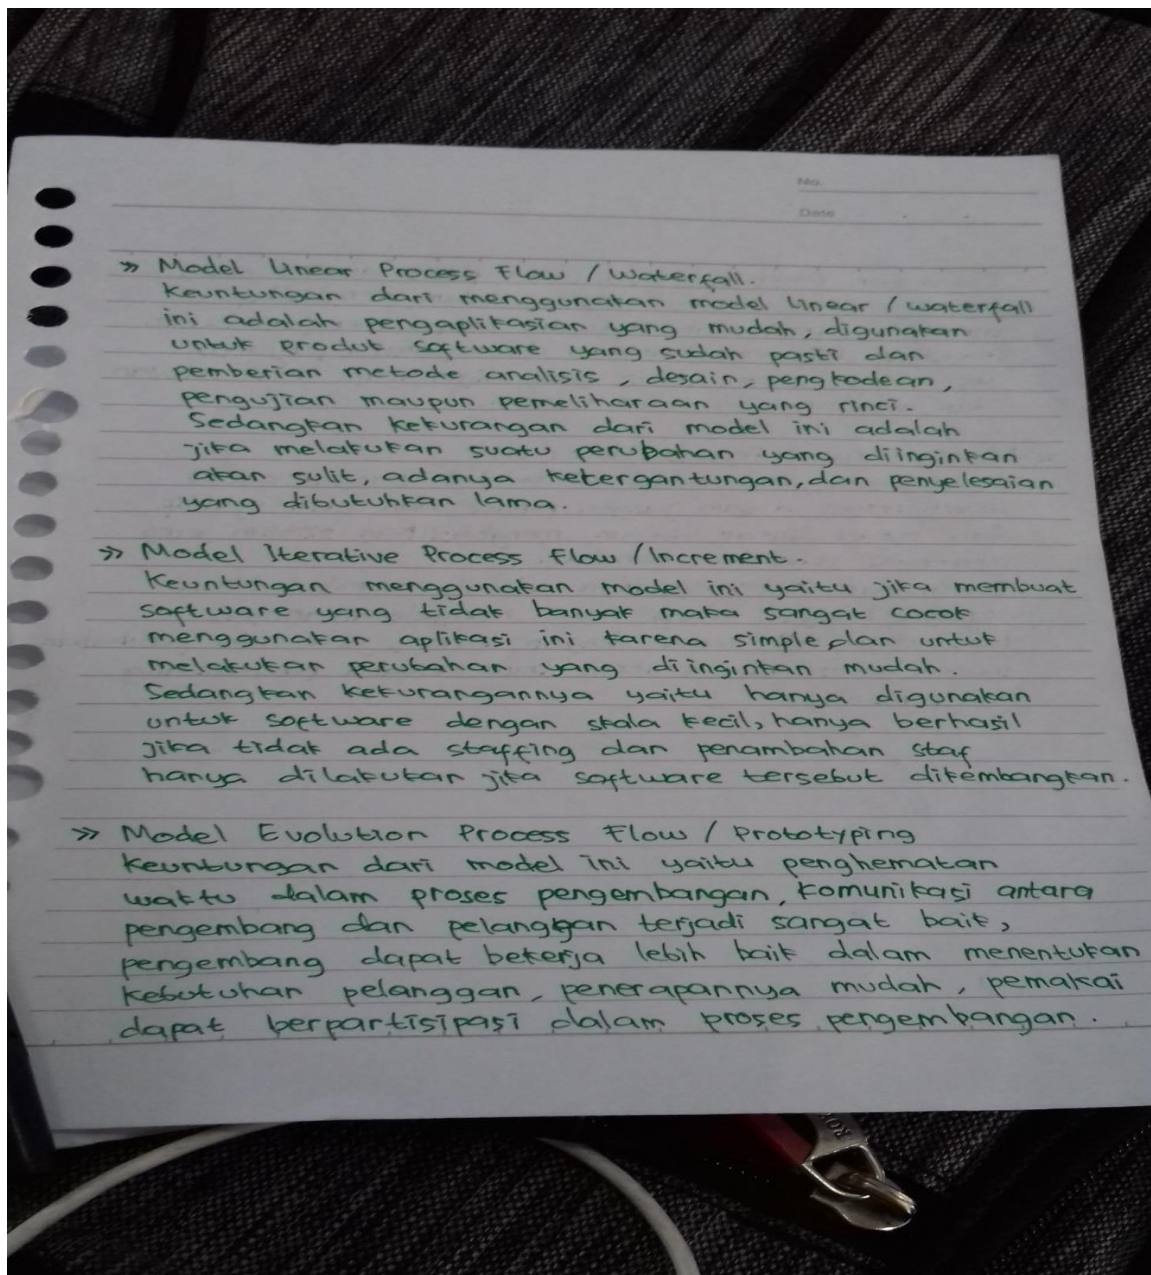 No.
Date
>> Model Linear Process Flow / Waterfall.
Keuntungan dari menggunakan model linear / waterfall
ini adalah pengaplikasian yang mudah, digunakan
untuk produk software yang sudah pasti dan
pemberian metode analisis, desain, pengkodean,
pengujian maupun pemeliharaan yang rinci.
Sedangkan kekurangan dari model ini adalah
jika melakukan suatu perubahan yang diinginkan
akan sulit, adanya ketergantungan, dan penyelesaian
yang dibutuhkan lama.
>> Model Iterative Process Flow / Increment.
Keuntungan menggunakan model ini yaitu jika membuat
software yang tidak banyak maka sangat cocok
menggunakan aplikasi ini karena simple dan untuk
melakukan perubahan yang diinginkan mudah.
Sedangkan kekurangannya yaitu hanya digunakan
untuk software dengan skala kecil, hanya berhasil
jika tidak ada staffing dan penambahan staf
hanya dilakukan jika software tersebut dikembangkan.
>> Model Evolution Process Flow / Prototyping
Keuntungan dari model ini yaitu penghematan
waktu dalam proses pengembangan, komunikasi antara
pengembang dan pelanggan terjadi sangat baik,
pengembang dapat bekerja lebih baik dalam menentukan
kebutuhan pelanggan, penerapannya mudah, pemakai
dapat berpartisipasi dalam proses pengembangan.